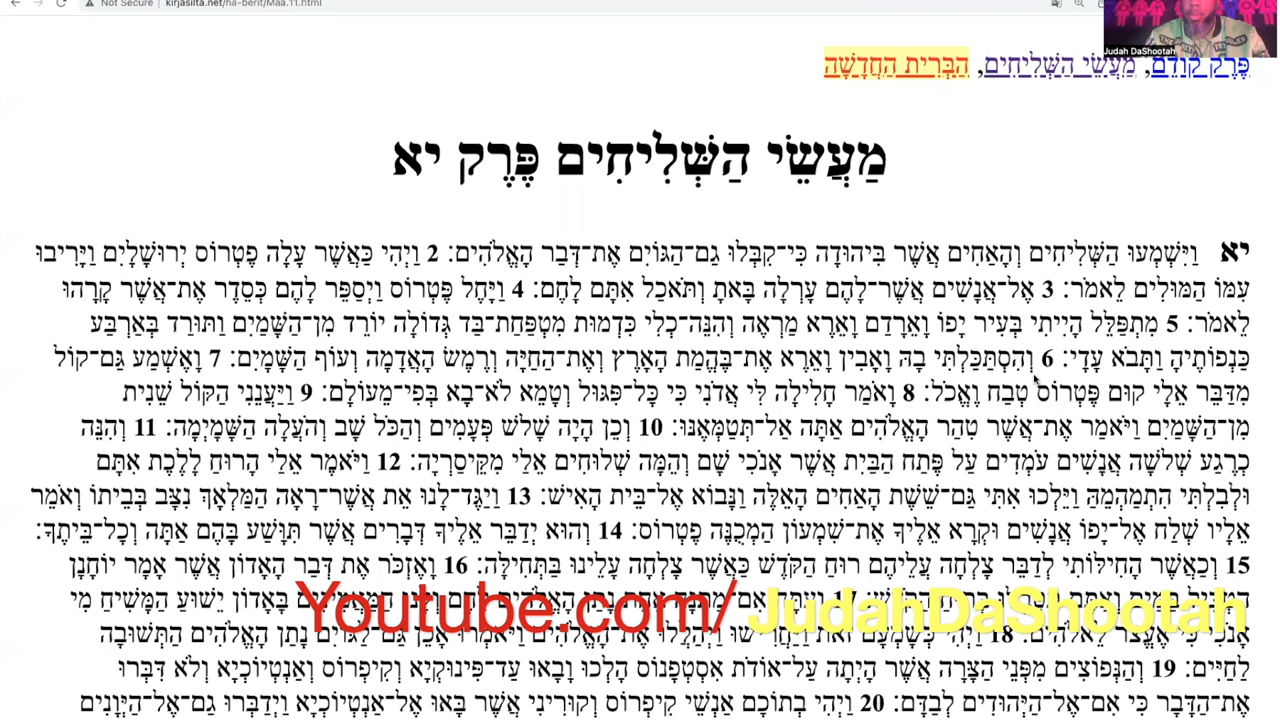 Not Secure | kirjasilta.net/ha-berit/Maa.11.html
Judah DaShootah
פֶּרֶק קוֹדֵם, מַעֲשֵׂי הַשְּׁלִיחִים, הַבְּרִית הַחֲדָשָׁה
מַעֲשֵׂי הַשְּׁלִיחִים פֶּרֶק יא
יא וַיִּשְׁמְעוּ הַשְּׁלִיחִים וְהָאַחִים אֲשֶׁר בִּיהוּדָה כִּי־קִבְּלוּ גַם־הַגּוֹיִם אֶת־דְּבַר הָאֱלֹהִים׃ 2 וַיְהִי כַּאֲשֶׁר עָלָה פֶטְרוֹס יְרוּשָׁלָיִם וַיָּרִיבוּ
עִמּוֹ הַמּוּלִים לֵאמֹר׃ 3 אֶל־אֲנָשִׁים אֲשֶׁר־לָהֶם עָרְלָה בָּאתָ וַתֹּאכַל אִתָּם לָחֶם׃ 4 וַיָּחֶל פֶּטְרוֹס וַיְסַפֵּר לָהֶם כְּסֵדֶר אֶת־אֲשֶׁר קָרָהוּ
לֵאמֹר׃ 5 מִתְפַּלֵּל הָיִיתִי בְּעִיר יָפוֹ וָאֵרָדַם וָאֵרֶא מַרְאֶה וְהִנֵּה־כְלִי כִּדְמוּת מִטְפַּחַת־בַּד גְּדוֹלָה יוֹרֵד מִן־הַשָּׁמַיִם וַתּוּרַד בְּאַרְבַּע
כַּנְפוֹתֶיהָ וַתָּבֹא עָדָי׃ 6 וְהִסְתַּכַּלְתִּי בָהּ וָאָבִין וָאֵרֶא אֶת־בֶּהֱמַת הָאָרֶץ וְאֶת־הַחַיָּה וְרֶמֶשׂ הָאֲדָמָה וְעוֹף הַשָּׁמָיִם׃ 7 וָאֶשְׁמַע גַּם־קוֹל
מִדַּבֵּר אֵלָי קוּם פֶּטְרוֹס טְבַח וֶאֱכֹל׃ 8 וָאֹמַר חָלִילָה לִּי אֲדֹנִי כִּי כָּל־פִּגּוּל וְטָמֵא לֹא־בָא בְּפִי־מֵעוֹלָם׃ 9 וַיַּעֲנֵנִי הַקּוֹל שֵׁנִית
מִן־הַשָּׁמַיִם וַיֹּאמַר אֶת־אֲשֶׁר טִהַר הָאֱלֹהִים אַתָּה אַל־תְּטַמְּאֶנּוּ׃ 10 וְכֵן הָיָה שָׁלֹשׁ פְּעָמִים וְהַכֹּל שָׁב וְהֹעֲלָה הַשָּׁמָיְמָה׃ 11 וְהִנֵּה
כְרֶגַע שְׁלֹשָׁה אֲנָשִׁים עֹמְדִים עַל פֶּתַח הַבַּיִת אֲשֶׁר אָנֹכִי שָׁם וְהֵמָּה שְׁלוּחִים אֵלַי מִקֵּיסַרְיָה׃ 12 וַיֹּאמֶר אֵלַי הָרוּחַ לָלֶכֶת אִתָּם
וּלְבִלְתִּי הִתְמַהְמֵהַּ וַיֵּלְכוּ אִתִּי גַּם־שֵׁשֶׁת הָאַחִים הָאֵלֶּה וַנָּבוֹא אֶל־בֵּית הָאִישׁ׃ 13 וַיַּגֶּד־לָנוּ אֵת אֲשֶׁר־רָאָה הַמַּלְאָךְ נִצָּב בְּבֵיתוֹ וְאֹמֵר
אֵלָיו שְׁלַח אֶל־יָפוֹ אֲנָשִׁים וּקְרָא אֵלֶיךָ אֶת־שִׁמְעוֹן הַמְכֻנֶּה פֶטְרוֹס׃ 14 וְהוּא יְדַבֵּר אֵלֶיךָ דְּבָרִים אֲשֶׁר תִּוָּשַׁע בָּהֶם אַתָּה וְכָל־בֵּיתֶךָ׃
15 וְכַאֲשֶׁר הַחִילּוֹתִי לְדַבֵּר צָלְחָה עֲלֵיהֶם רוּחַ הַקֹּדֶשׁ כַּאֲשֶׁר צָלְחָה עָלֵינוּ בַּתְּחִילָּה׃ 16 וָאֶזְכֹּר אֶת דְּבַר הָאָדוֹן אֲשֶׁר אָמַר יוֹחָנָן
בָּאָדוֹן יֵשׁוּעַ הַמָּשִׁיחַ מִי
Youtube.com/JudahDaShootah
18 וַיְהִי כְּשָׁמְעָם אָכֵן גַּם לַגּוֹיִם נָתַן הָאֱלֹהִים הַתְּשׁוּבָה
לַחַיִּים׃ 19 וְהַנְּפוֹצִים מִפְּנֵי הַצָּרָה אֲשֶׁר הָיְתָה עַל־אוֹדֹת אִסְטְפָנוֹס הָלְכוּ וּבָאוּ עַד־פִּינוּקְיָא וְקִיפְרוֹס וְאַנְטְיוֹכְיָא וְלֹא דִבְּרוּ
אֶת־הַדָּבָר כִּי אִם־אֶל־הַיְּהוּדִים לְבַדָּם׃ 20 וַיְהִי בְתוֹכָם אַנְשֵׁי קִיפְרוֹס וְקוּרִינִי אֲשֶׁר בָּאוּ אֶל־אַנְטְיוֹכְיָא וַיְדַבְּרוּ גַּם־אֶל־הַיְּוָנִים